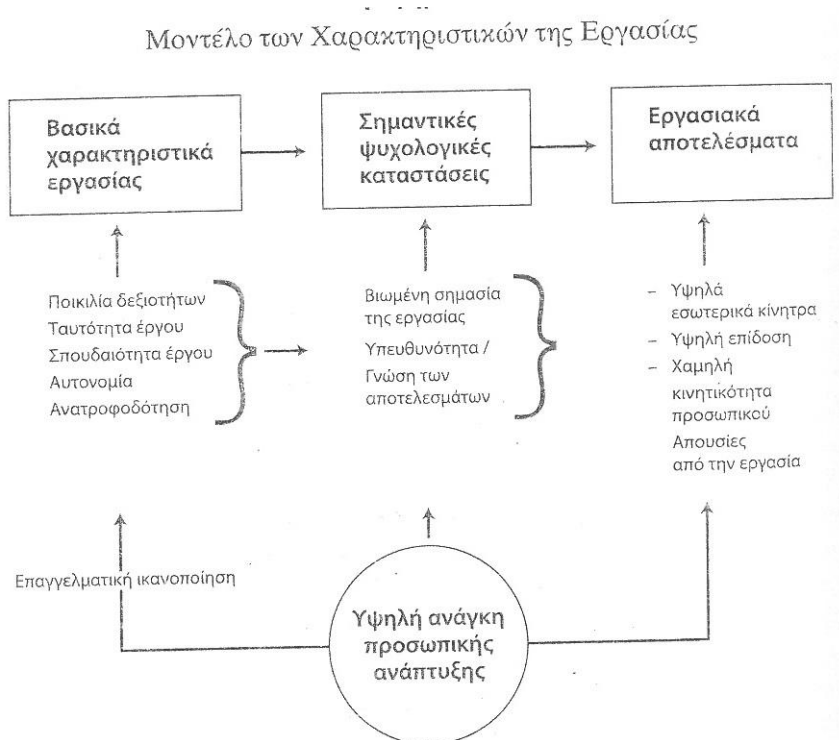 Μοντέλο των Χαρακτηριστικών της Εργασίας
Βασικά
χαρακτηριστικά
εργασίας
Σημαντικές
ψυχολογικές
καταστάσεις
Εργασιακά
αποτελέσματα
Ποικιλία δεξιοτήτων
Ταυτότητα έργου
Σπουδαιότητα έργου
Αυτονομία
Ανατροφοδότηση
Βιωμένη σημασία
της εργασίας
Υπευθυνότητα /
Γνώση των
αποτελεσμάτων
– Υψηλά
εσωτερικά κίνητρα
– Υψηλή επίδοση
– Χαμηλή
κινητικότητα
προσωπικού
Απουσίες
από την εργασία
Επαγγελματική ικανοποίηση
Υψηλή ανάγκη
προσωπικής
ανάπτυξης